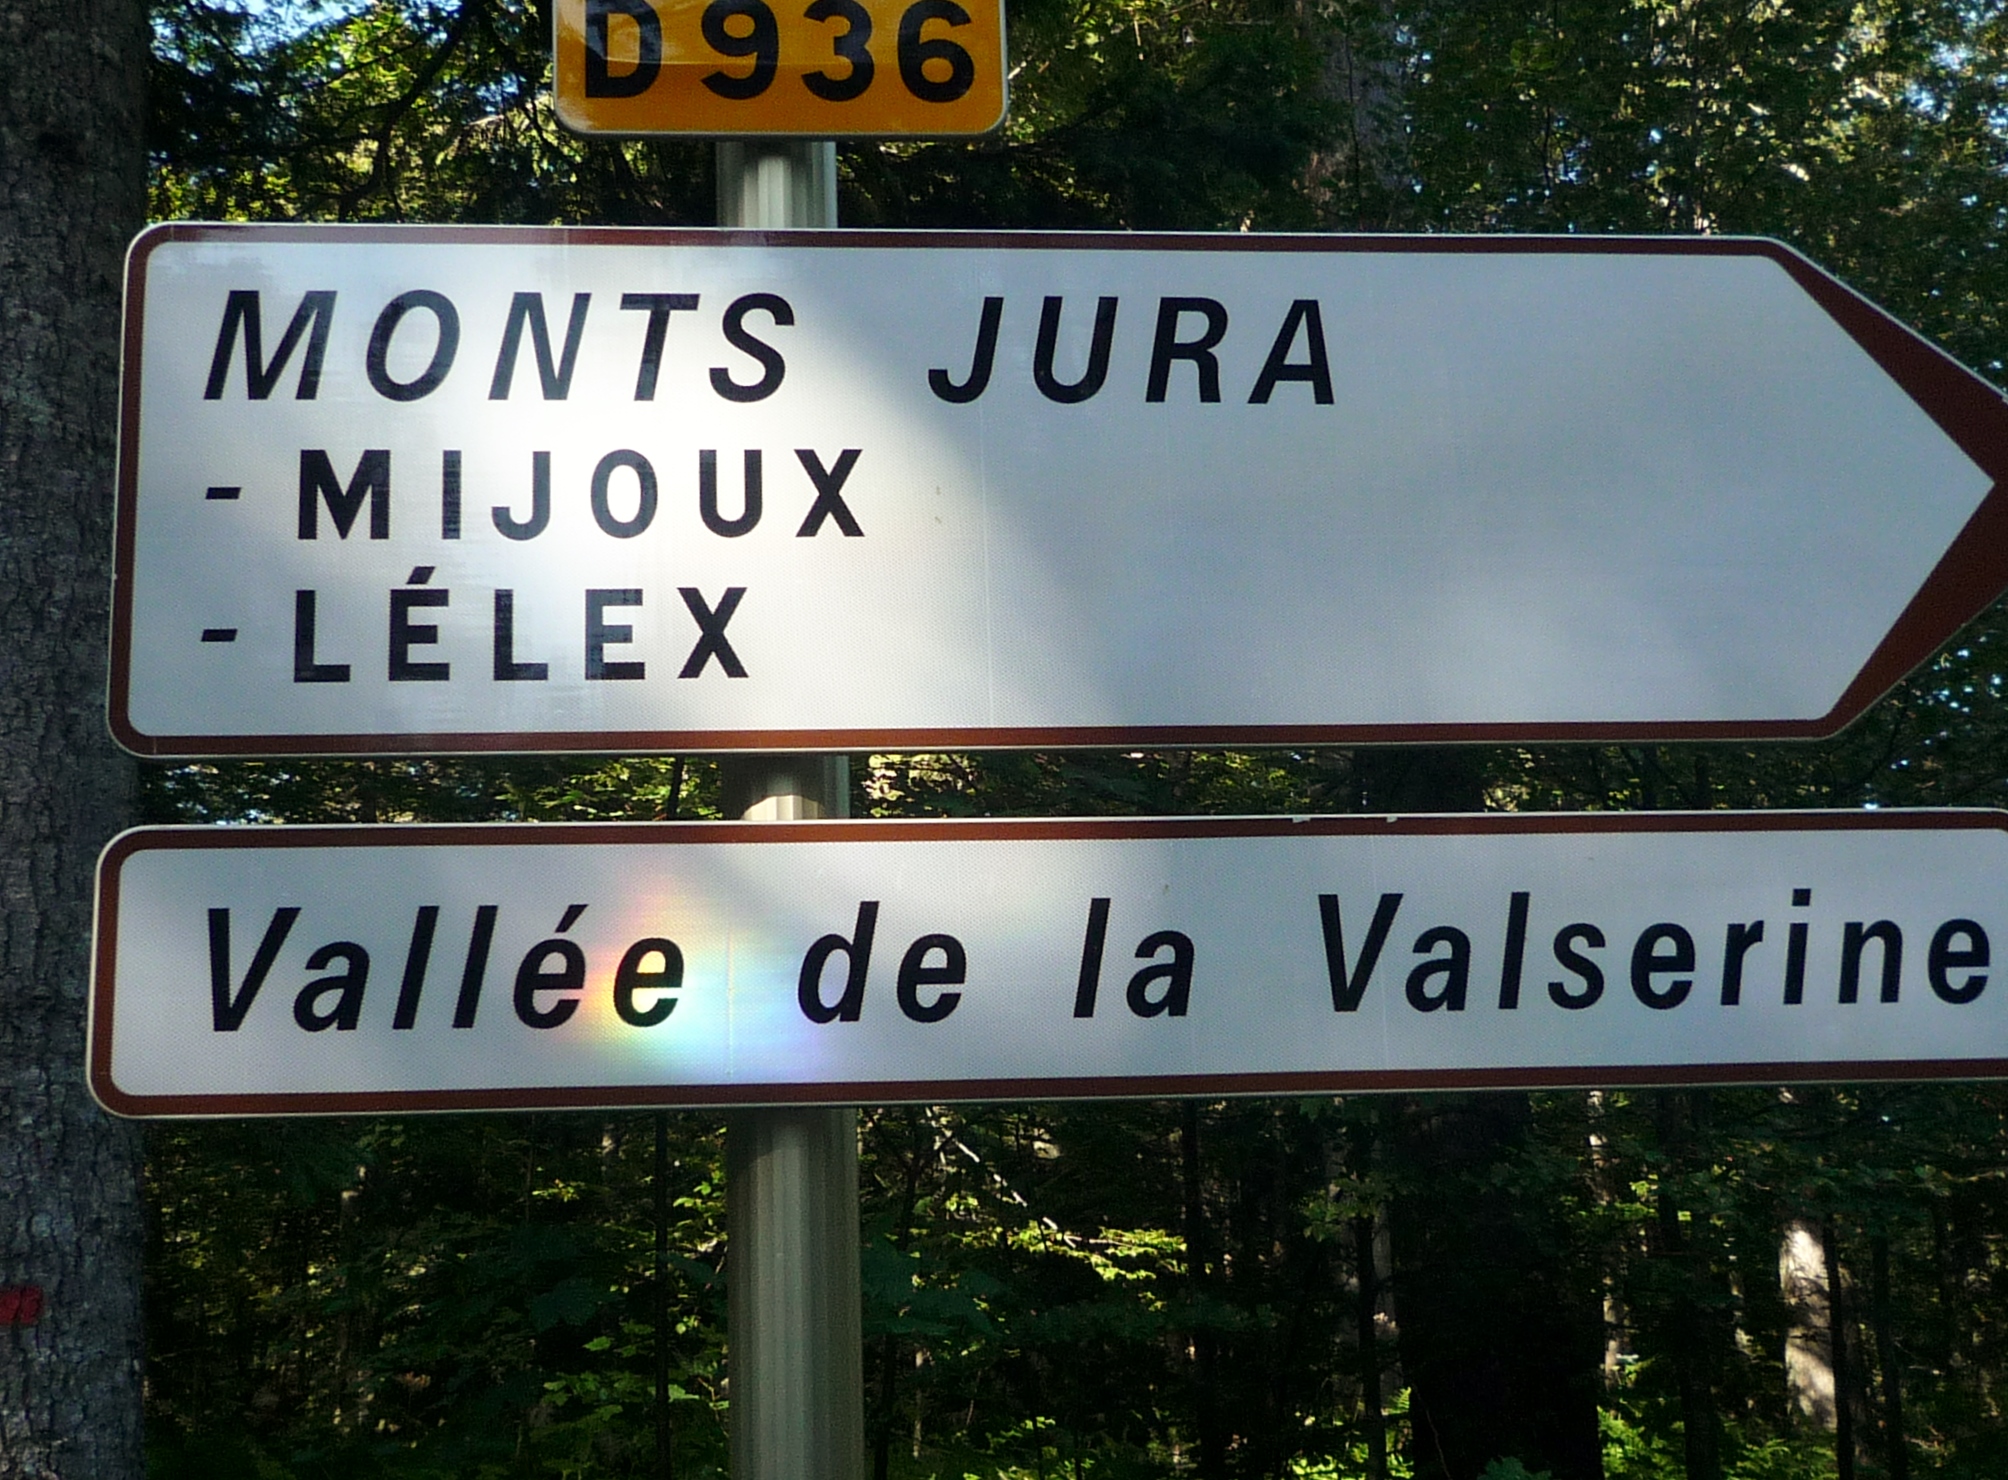 D936
MONTS JURA
- MIJOUX
- LÉLEX
Vallée de la Valserine